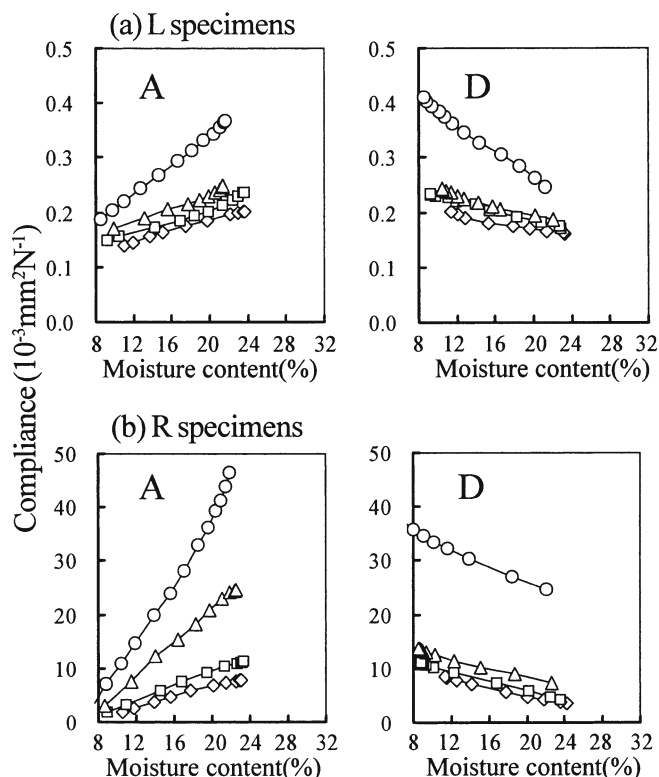 (a) L specimens
A
D
0.5
0.4
0.3
0.2
0.1
0.0
8 12 16 20 24 28 32
Moisture content(%)
0.5
0.4
0.3
0.2
0.1
0.0
8 12 16 20 24 28 32
Moisture content(%)
Compliance (10-3mm2N-1)
(b) R specimens
A
D
50
40
30
20
10
0
8 12 16 20 24 28 32
Moisture content(%)
50
40
30
20
10
0
8 12 16 20 24 28 32
Moisture content(%)